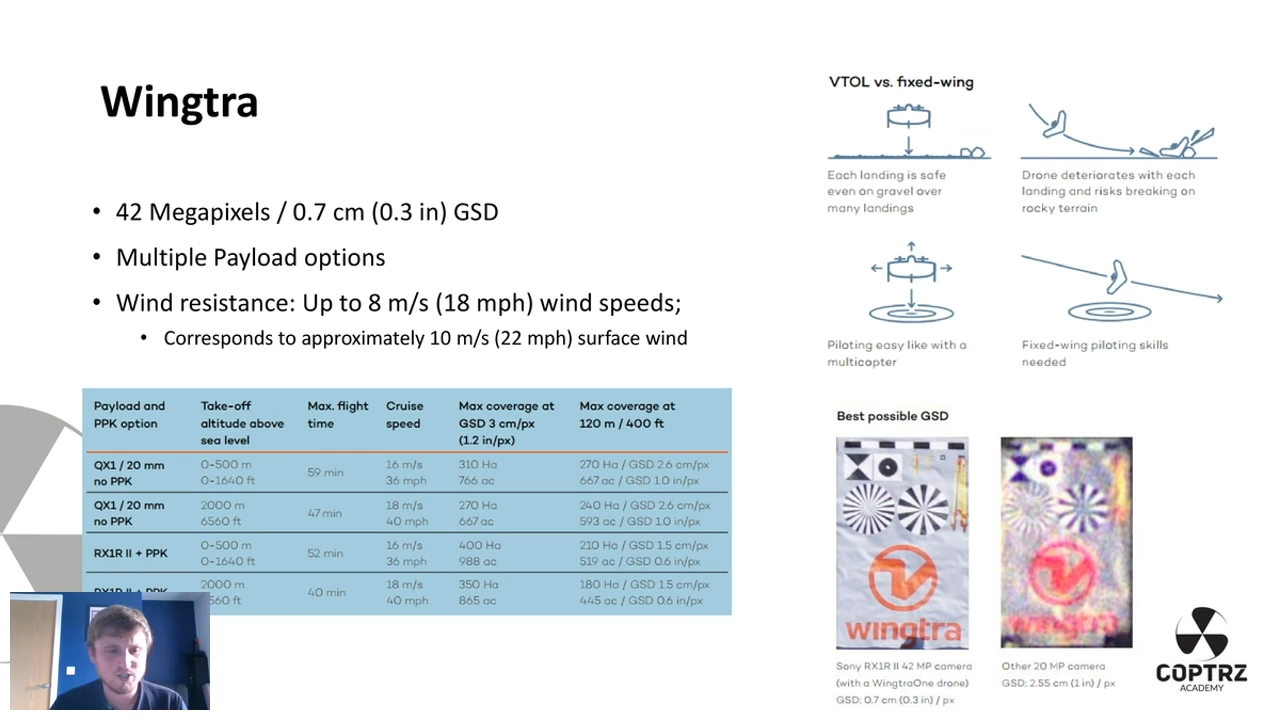 Wingtra
• 42 Megapixels / 0.7 cm (0.3 in) GSD
• Multiple Payload options
• Wind resistance: Up to 8 m/s (18 mph) wind speeds;
• Corresponds to approximately 10 m/s (22 mph) surface wind
Payload and PPK option | Take-off altitude above sea level | Max. flight time | Cruise speed | Max coverage at GSD 3 cm/px (1.2 in/px) | Max coverage at 120 m / 400 ft
QX1 / 20 mm no PPK | 0-500 m 0-1640 ft | 59 min | 16 m/s 36 mph | 310 Ha 766 ac | 270 Ha / GSD 2.6 cm/px 667 ac / GSD 1.0 in/px
QX1 / 20 mm no PPK | 2000 m 6560 ft | 47 min | 18 m/s 40 mph | 270 Ha 667 ac | 240 Ha / GSD 2.6 cm/px 593 ac / GSD 1.0 in/px
RX1R II + PPK | 0-500 m 0-1640 ft | 52 min | 16 m/s 36 mph | 400 Ha 988 ac | 210 Ha / GSD 1.5 cm/px 519 ac / GSD 0.6 in/px
2000 m 560 ft | 40 min | 18 m/s 40 mph | 350 Ha 865 ac | 180 Ha / GSD 1.5 cm/px 445 ac / GSD 0.6 in/px
VTOL vs. fixed-wing
Each landing is safe
even on gravel over
many landings
Drone deteriorates with each
landing and risks breaking on
rocky terrain
Piloting easy like with a
multicopter
Fixed-wing piloting skills
needed
Best possible GSD
wingtra
Sony RX1R II 42 MP camera
(with a WingtraOne drone)
GSD: 0.7 cm (0.3 in) / px
Other 20 MP camera
GSD: 2.55 cm (1 in) / px
COPTRZ
ACADEMY